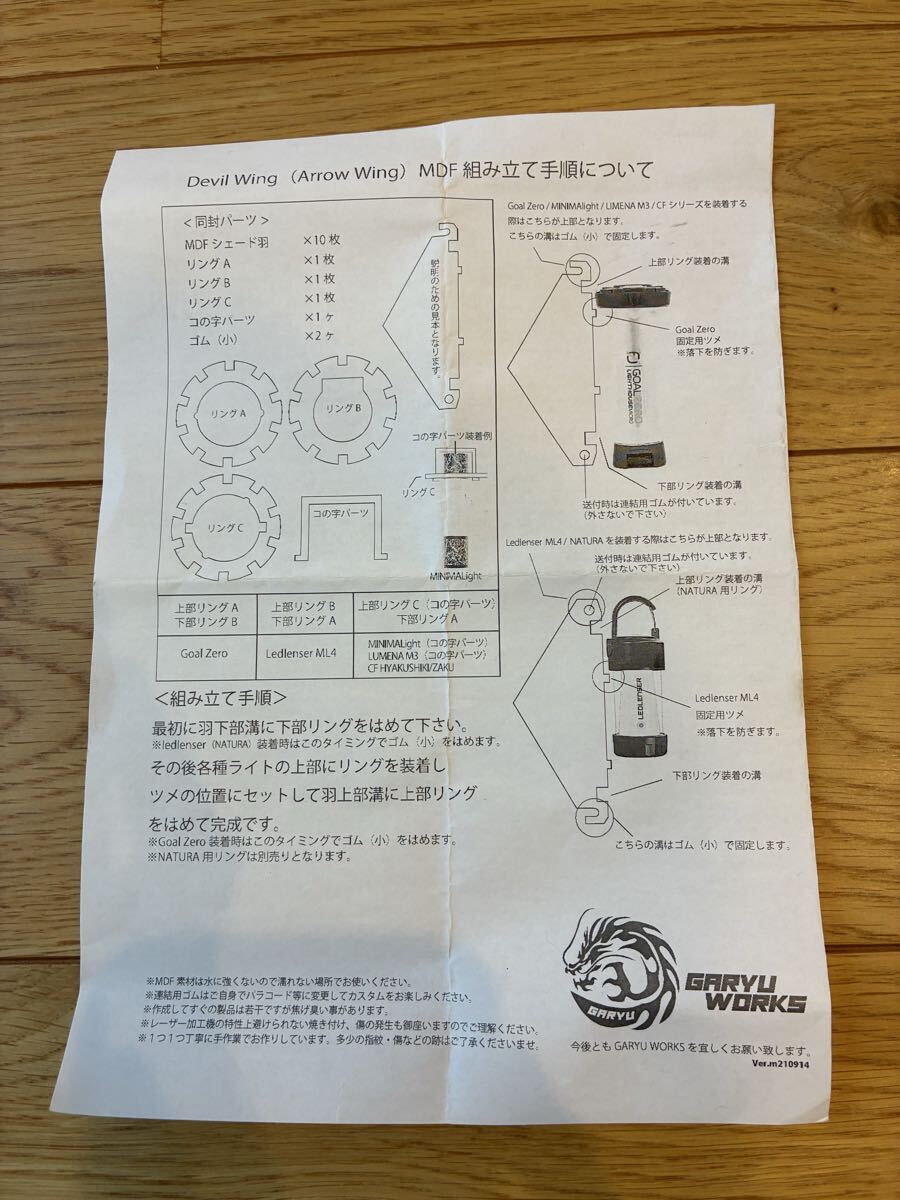 Devil Wing （Arrow Wing）MDF 組み立て手順について
＜同封パーツ＞
MDF シェード羽 ×10 枚
リング A ×1 枚
リング B ×1 枚
リング C ×1 枚
コの字パーツ ×1 ヶ
ゴム（小） ×2 ヶ
説明のための見本となります。
リング A
リング B
コの字パーツ装着例
リング C
リング C
コの字パーツ
MINIMALight
上部リング A 上部リング B 上部リング C（コの字パーツ）
下部リング B 下部リング A 下部リング A
Goal Zero
Ledlenser ML4
MINIMALight（コの字パーツ）
LUMENA M3（コの字パーツ）
CF HYAKUSHIKI/ZAKU
＜組み立て手順＞
最初に羽下部溝に下部リングをはめて下さい。
※ledlenser（NATURA）装着時はこのタイミングでゴム（小）をはめます。
その後各種ライトの上部にリングを装着し
ツメの位置にセットして羽上部溝に上部リング
をはめて完成です。
※Goal Zero 装着時はこのタイミングでゴム（小）をはめます。
※NATURA 用リングは別売りとなります。
Goal Zero / MINIMAlight / LIMENA M3 / CF シリーズを装着する
際はこちらが上部となります。
こちらの溝はゴム（小）で固定します。
上部リング装着の溝
Goal Zero
固定用ツメ
※落下を防ぎます。
GOALZERO
下部リング装着の溝
送付時は連結用ゴムが付いています。
（外さないで下さい）
Ledlenser ML4 / NATURA を装着する際はこちらが上部となります。
送付時は連結用ゴムが付いています。
（外さないで下さい）
上部リング装着の溝
（NATURA 用リング）
LEDLENSER
Ledlenser ML4
固定用ツメ
※落下を防ぎます。
下部リング装着の溝
こちらの溝はゴム（小）で固定します。
※MDF 素材は水に強くないので濡れない場所でお使いください。
※連結用ゴムはご自身でパラコード等に変更してカスタムをお楽しみください。
※作成してすぐの製品は若干ですが焦げ臭い事があります。
※レーザー加工機の特性上避けられない焼き付け、傷の発生も御座いますのでご理解ください。
※１つ１つ丁寧に手作業でお作りしています。多少の指紋・傷などの跡はご了承くださいませ。
GARYU
GARYU
WORKS
今後とも GARYU WORKS を宜しくお願い致します。
Ver.m210914